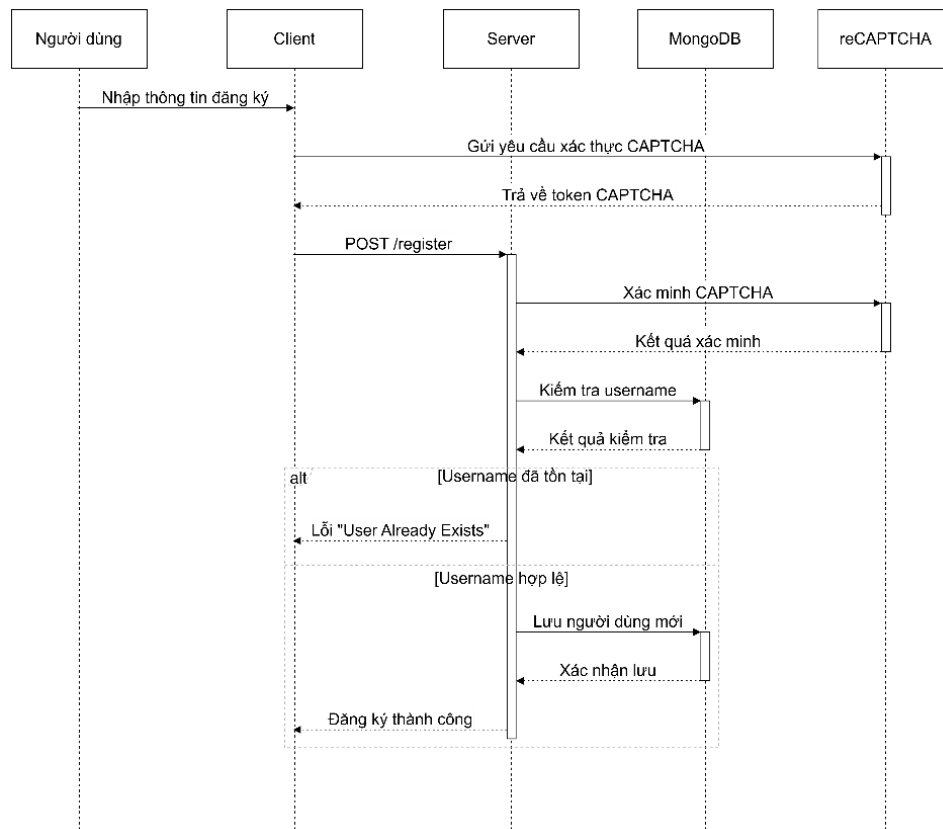 Người dùng
Client
Server
MongoDB
reCAPTCHA
Nhập thông tin đăng ký
Gửi yêu cầu xác thực CAPTCHA
Trả về token CAPTCHA
POST /register
Xác minh CAPTCHA
Kết quả xác minh
Kiểm tra username
Kết quả kiểm tra
alt
[Username đã tồn tại]
Lỗi "User Already Exists"
[Username hợp lệ]
Lưu người dùng mới
Xác nhận lưu
Đăng ký thành công